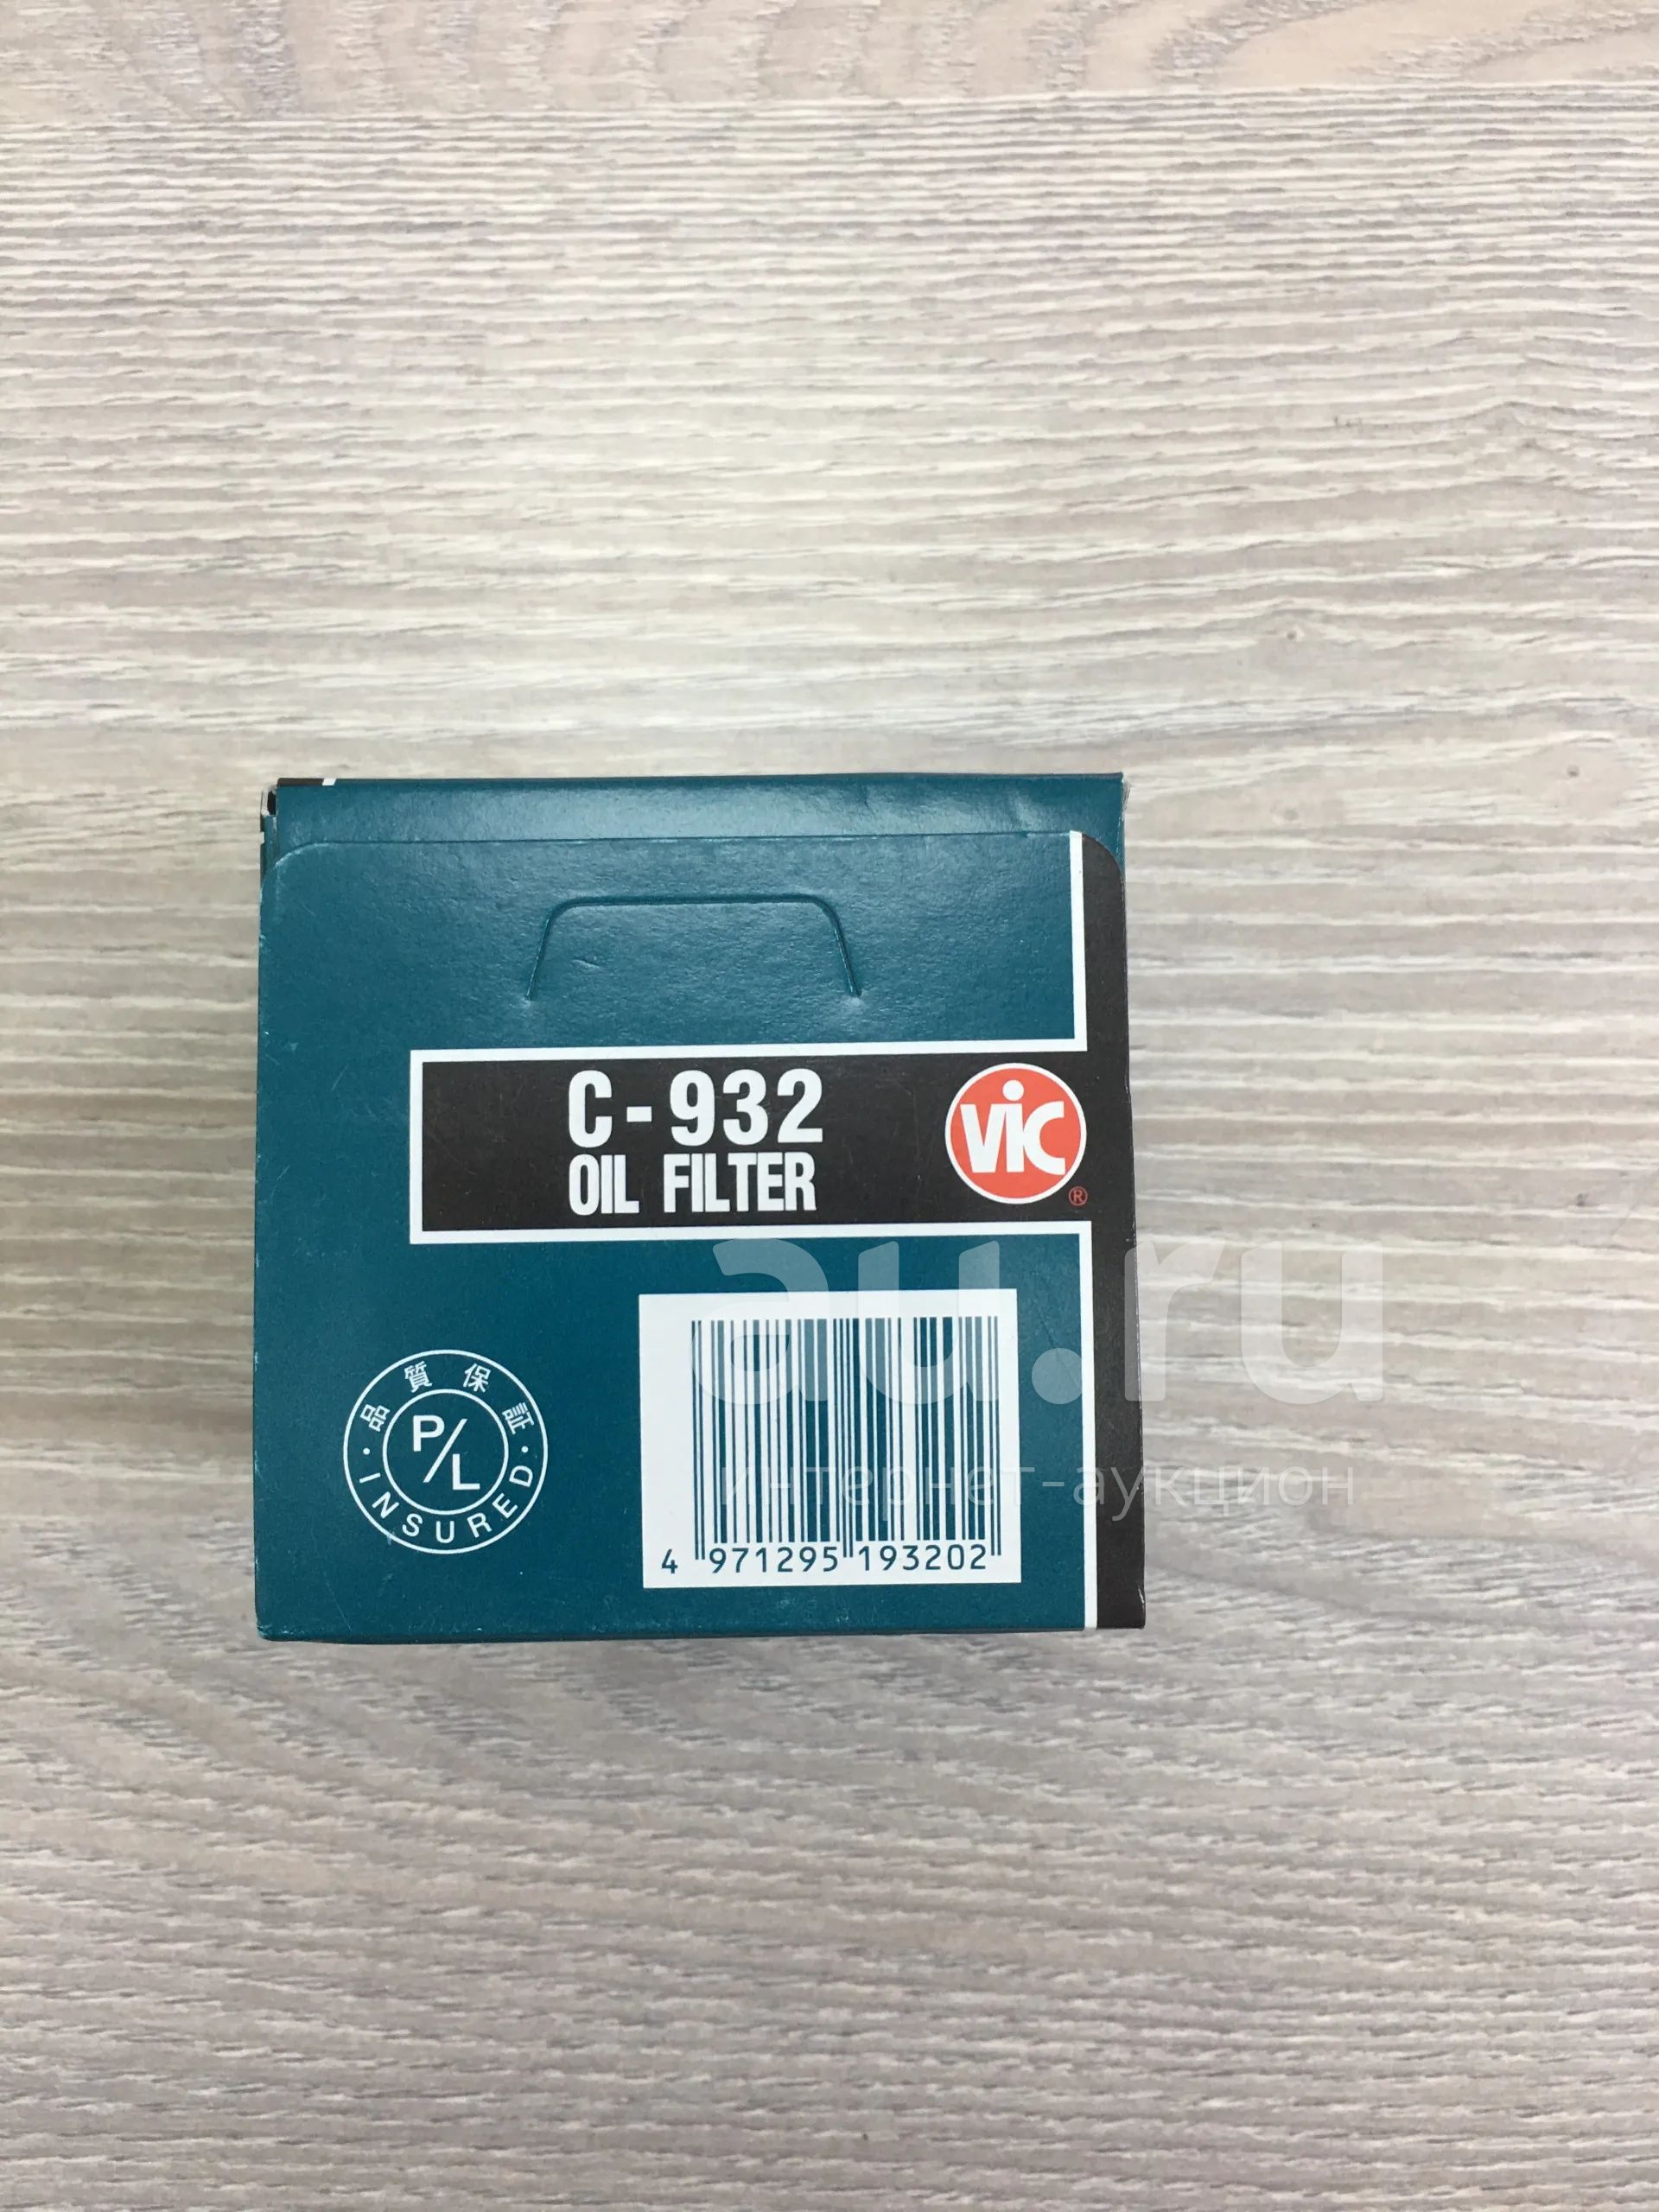 C-932
OIL FILTER
ViC
®
au.ru
интернет-аукцион
品質保証
P/L
·INSURED·
4 971295 193202